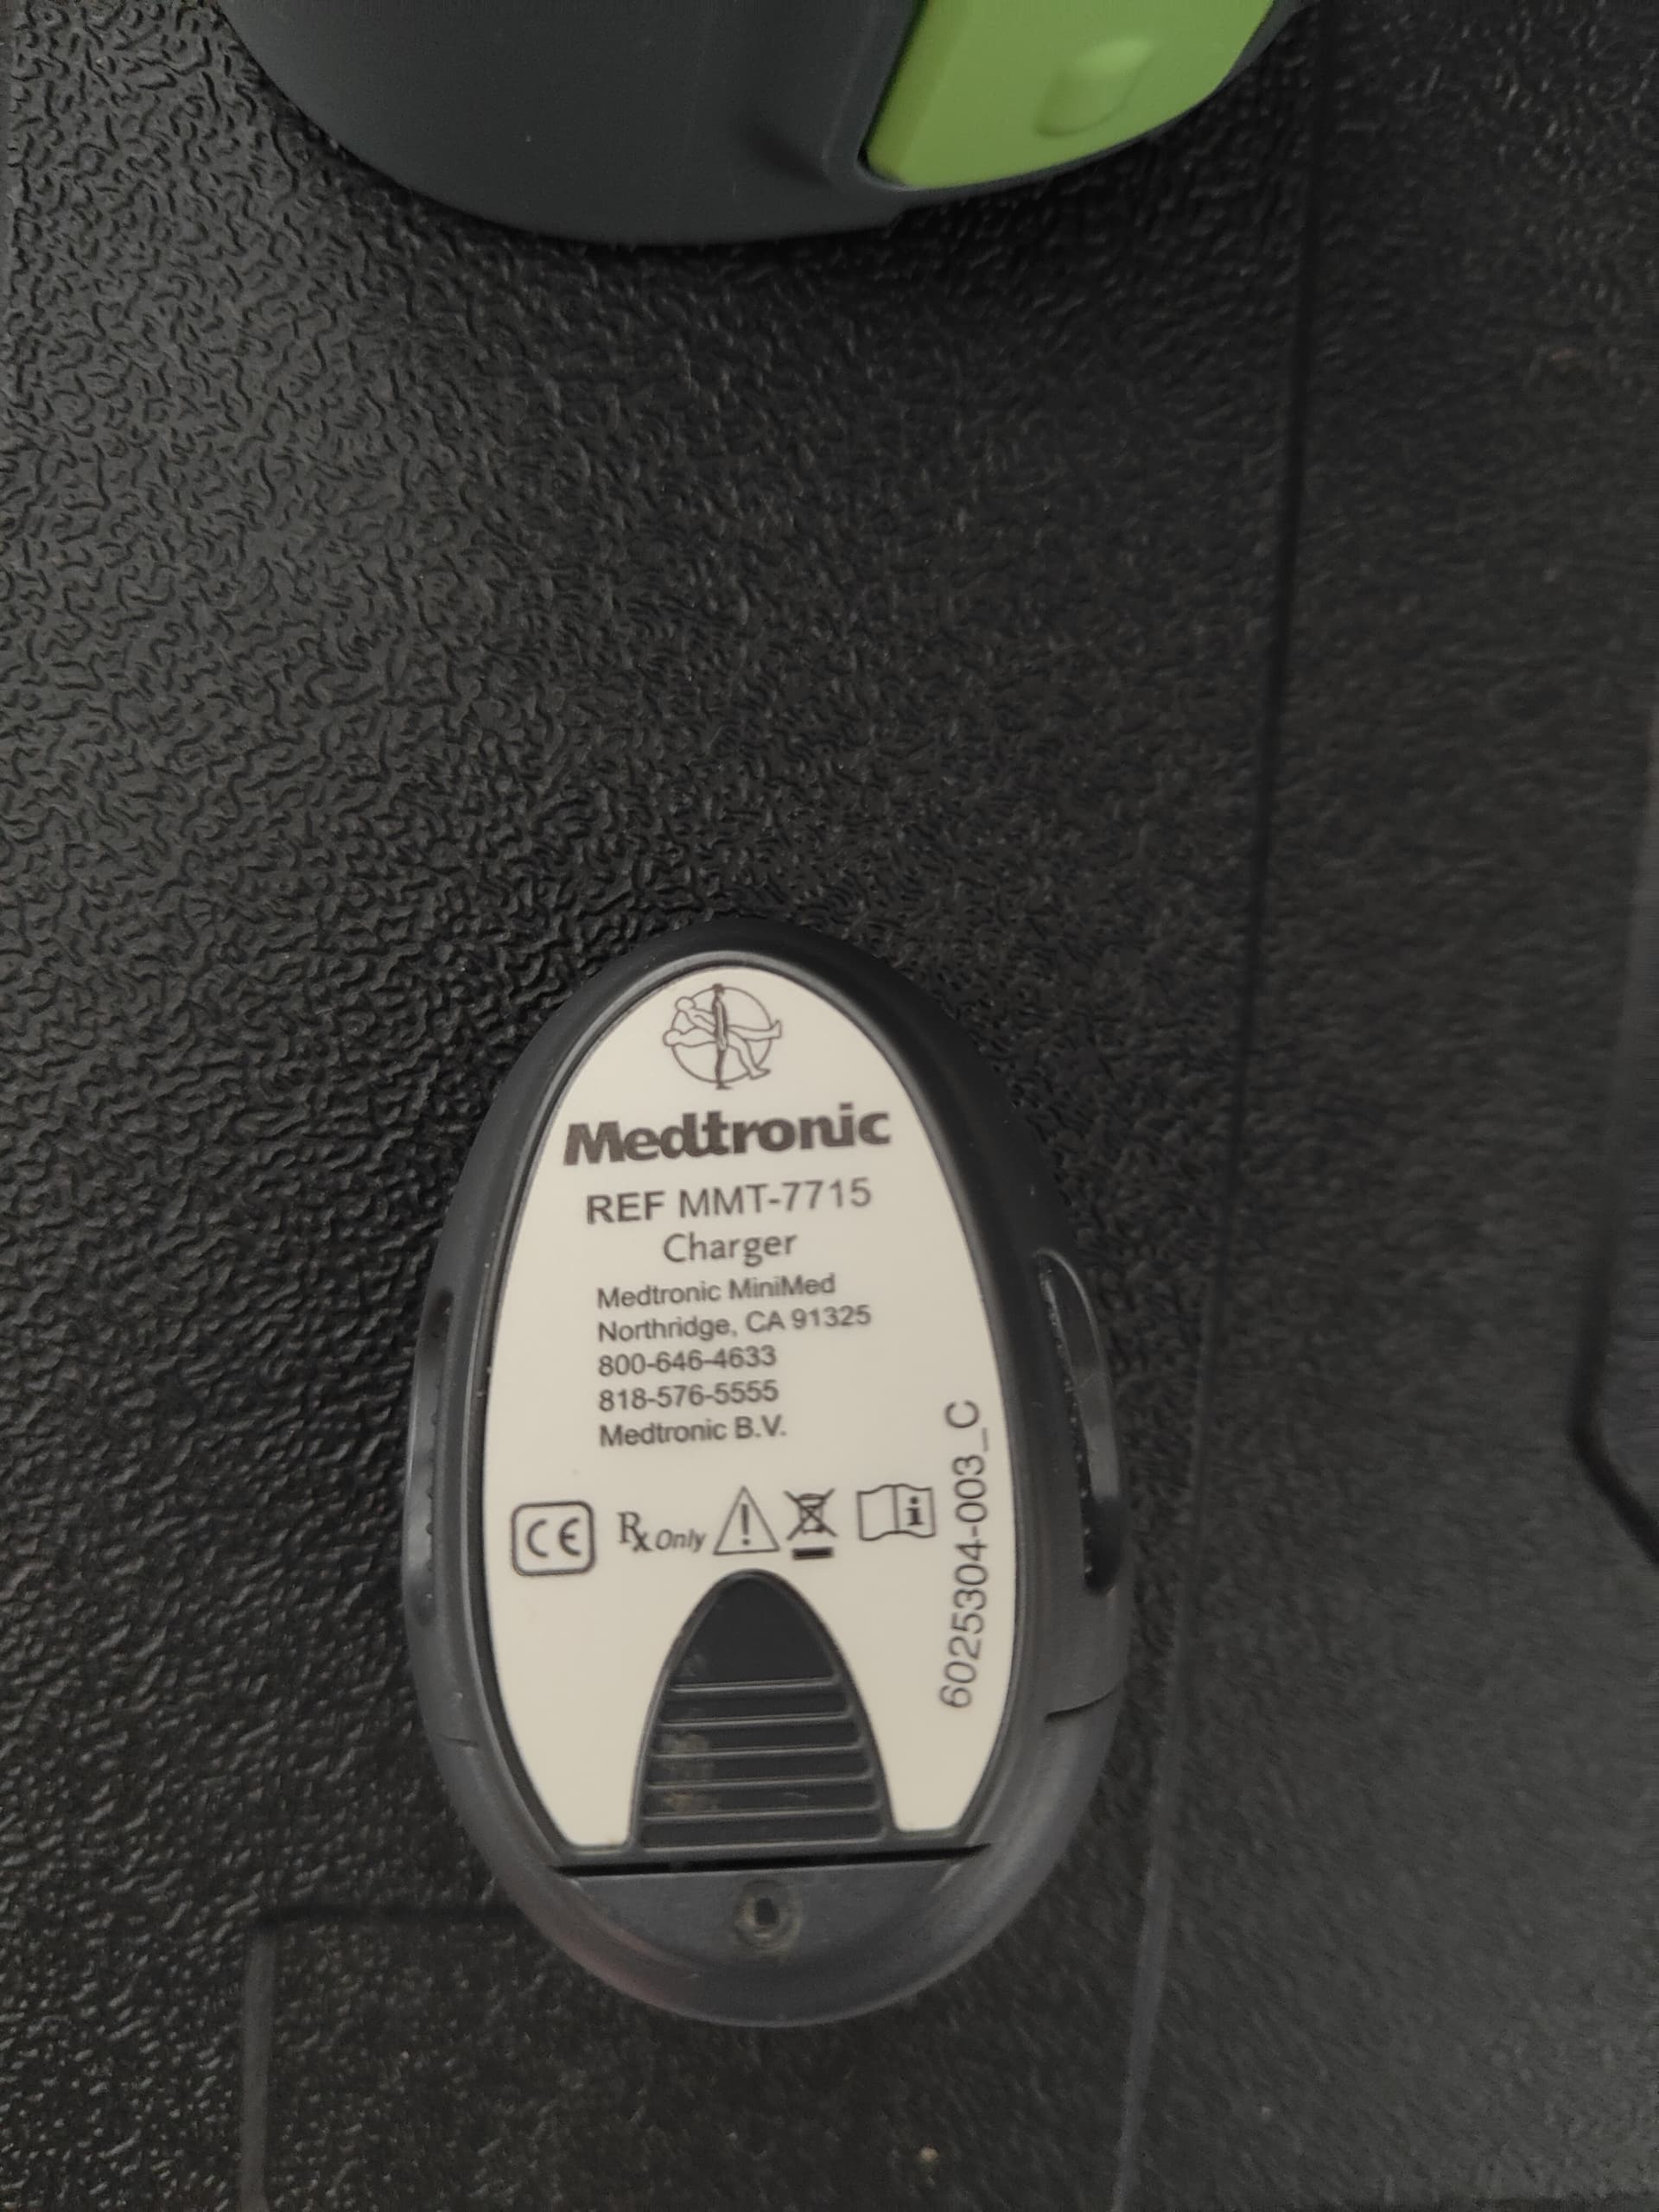 Medtronic
REF MMT-7715
Charger
Medtronic MiniMed
Northridge, CA 91325
800-646-4633
818-576-5555
Medtronic B.V.
CE Rx Only
6025304-003_C